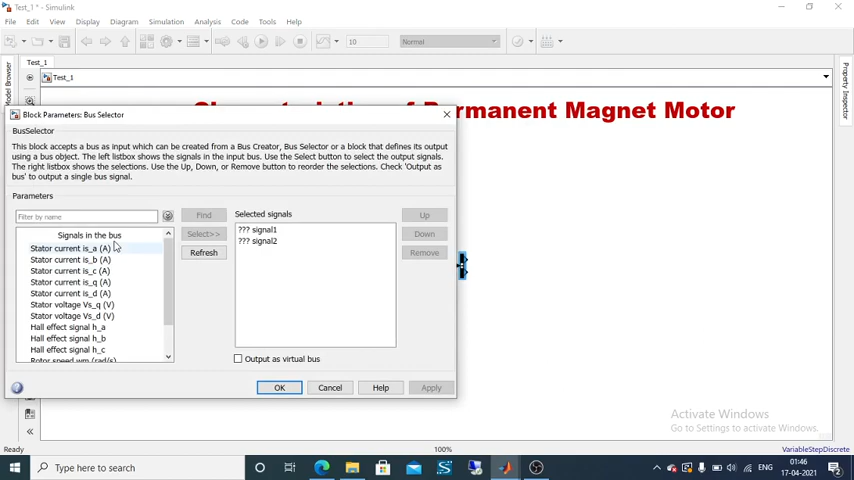 Test_1 * - Simulink
File Edit View Display Diagram Simulation Analysis Code Tools Help
10
Normal
Test_1
Test_1
Model Browser
Property Inspector
Permanent Magnet Motor
Block Parameters: Bus Selector
BusSelector
This block accepts a bus as input which can be created from a Bus Creator, Bus Selector or a block that defines its output
using a bus object. The left listbox shows the signals in the input bus. Use the Select button to select the output signals.
The right listbox shows the selections. Use the Up, Down, or Remove button to reorder the selections. Check 'Output as
bus' to output a single bus signal.
Parameters
Filter by name
Find
Selected signals
Up
Signals in the bus
Select>>
??? signal1
Down
Stator current is_a (A)
Refresh
??? signal2
Remove
Stator current is_b (A)
Stator current is_c (A)
Stator current is_q (A)
Stator current is_d (A)
Stator voltage Vs_q (V)
Stator voltage Vs_d (V)
Hall effect signal h_a
Hall effect signal h_b
Hall effect signal h_c
Rotor speed wm (rad/s)
Output as virtual bus
OK
Cancel
Help
Apply
Activate Windows
Go to Settings to activate Windows.
Ready
100%
VariableStepDiscrete
Type here to search
ENG
01:46
17-04-2021
2